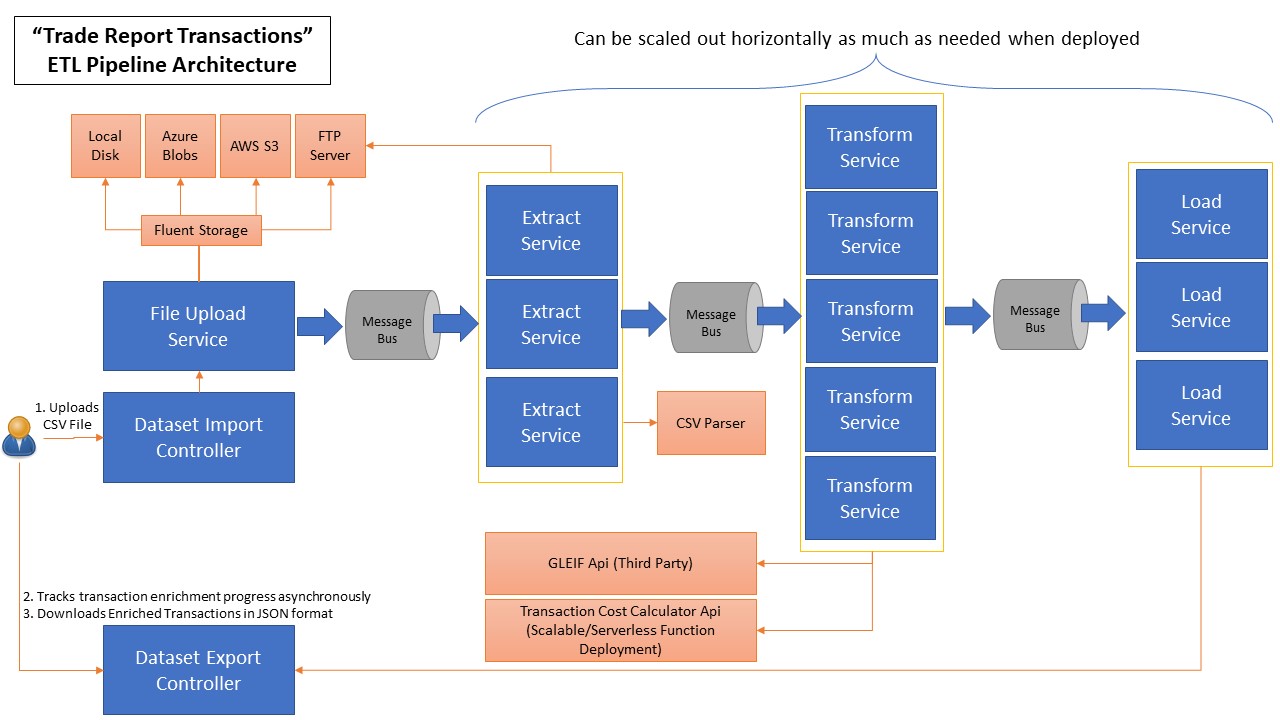 “Trade Report Transactions”
ETL Pipeline Architecture
Can be scaled out horizontally as much as needed when deployed
Local
Disk
Azure
Blobs
AWS S3
FTP
Server
Fluent Storage
File Upload
Service
Message
Bus
Extract
Service
Extract
Service
Extract
Service
Message
Bus
CSV Parser
Transform
Service
Transform
Service
Transform
Service
Transform
Service
Transform
Service
Message
Bus
Load
Service
Load
Service
Load
Service
1. Uploads
CSV File
Dataset Import
Controller
GLEIF Api (Third Party)
Transaction Cost Calculator Api
(Scalable/Serverless Function
Deployment)
2. Tracks transaction enrichment progress asynchronously
3. Downloads Enriched Transactions in JSON format
Dataset Export
Controller